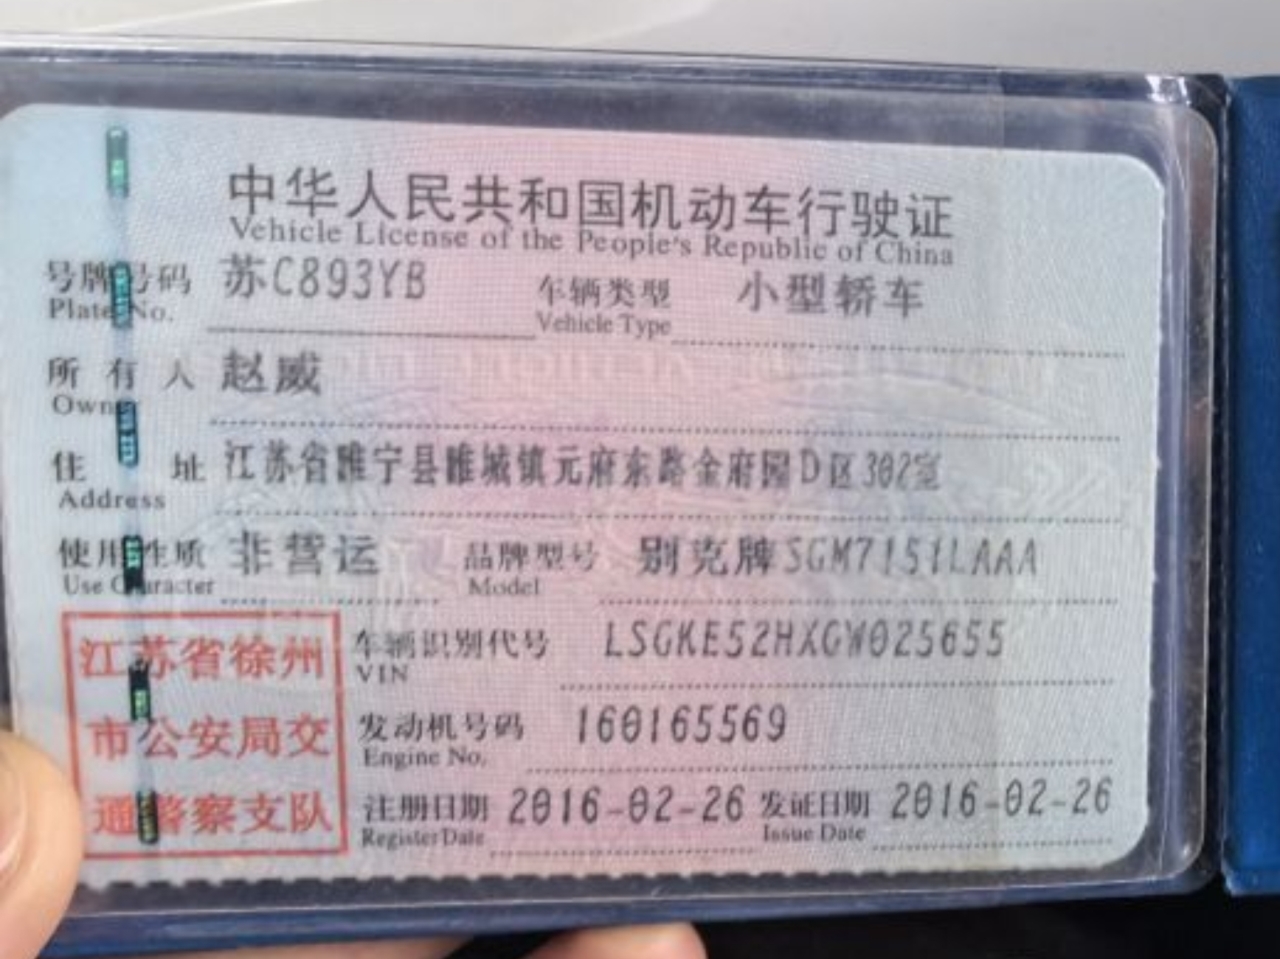 中华人民共和国机动车行驶证
Vehicle License of the People's Republic of China
号牌号码 苏C893YB 车辆类型 小型轿车
Plate No. Vehicle Type
所有人 赵威
Owner
住址 江苏省睢宁县睢城镇元府东路金府园D区302室
Address
使用性质 非营运 品牌型号 别克牌SGM7151LAAA
Use Character Model
江苏省徐州 车辆识别代号 LSGKE52HXGW025655
VIN
市公安局交 发动机号码 160165569
Engine No.
通警察支队 注册日期 2016-02-26 发证日期 2016-02-26
Register Date Issue Date